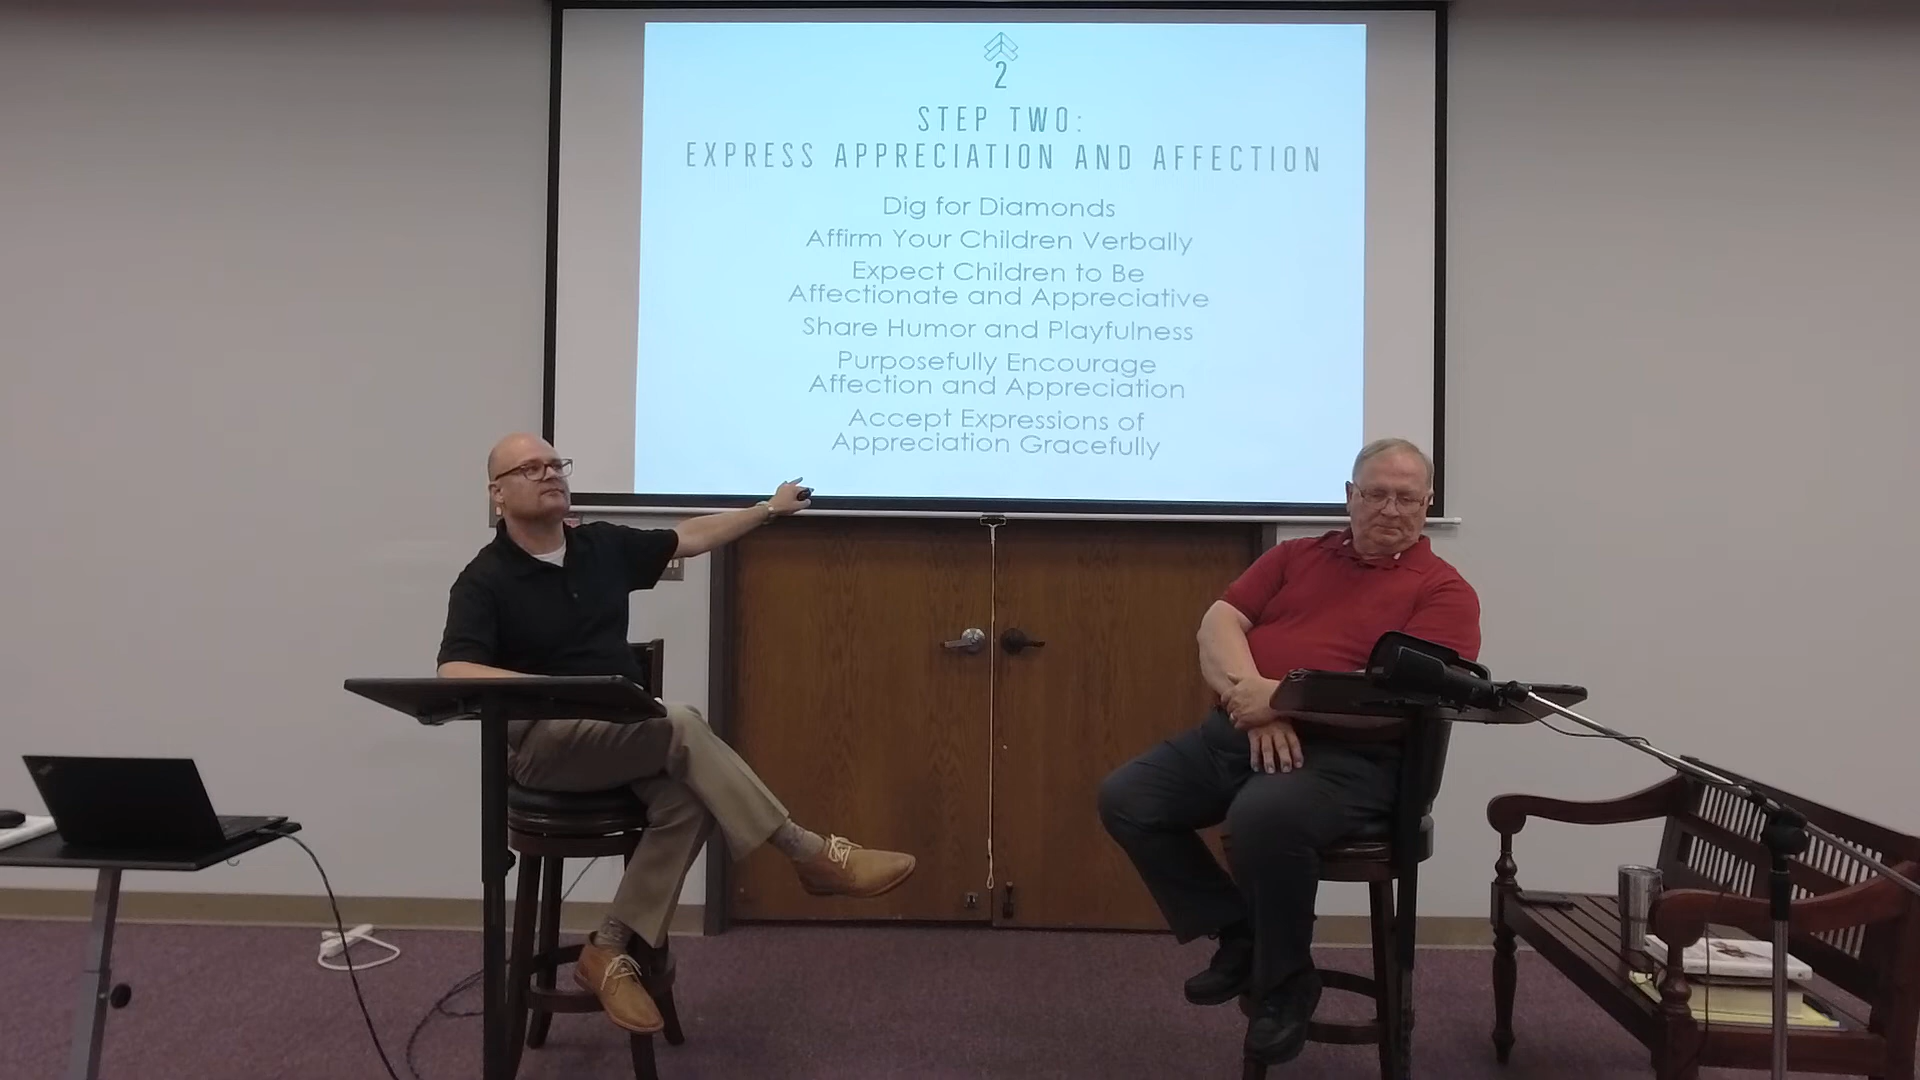 2
STEP TWO:
EXPRESS APPRECIATION AND AFFECTION
Dig for Diamonds
Affirm Your Children Verbally
Expect Children to Be
Affectionate and Appreciative
Share Humor and Playfulness
Purposefully Encourage
Affection and Appreciation
Accept Expressions of
Appreciation Gracefully